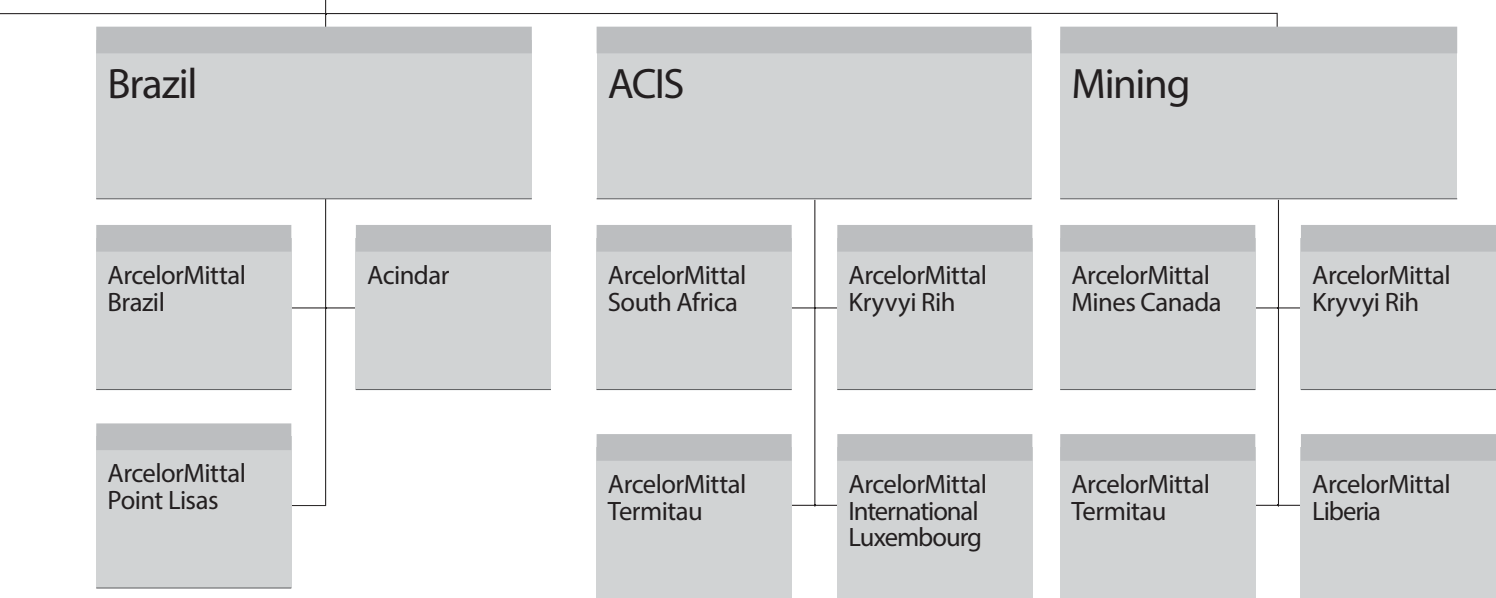 Brazil
ACIS
Mining
ArcelorMittal
Brazil
Acindar
ArcelorMittal
South Africa
ArcelorMittal
Kryvyi Rih
ArcelorMittal
Mines Canada
ArcelorMittal
Kryvyi Rih
ArcelorMittal
Point Lisas
ArcelorMittal
Termitau
ArcelorMittal
International
Luxembourg
ArcelorMittal
Termitau
ArcelorMittal
Liberia